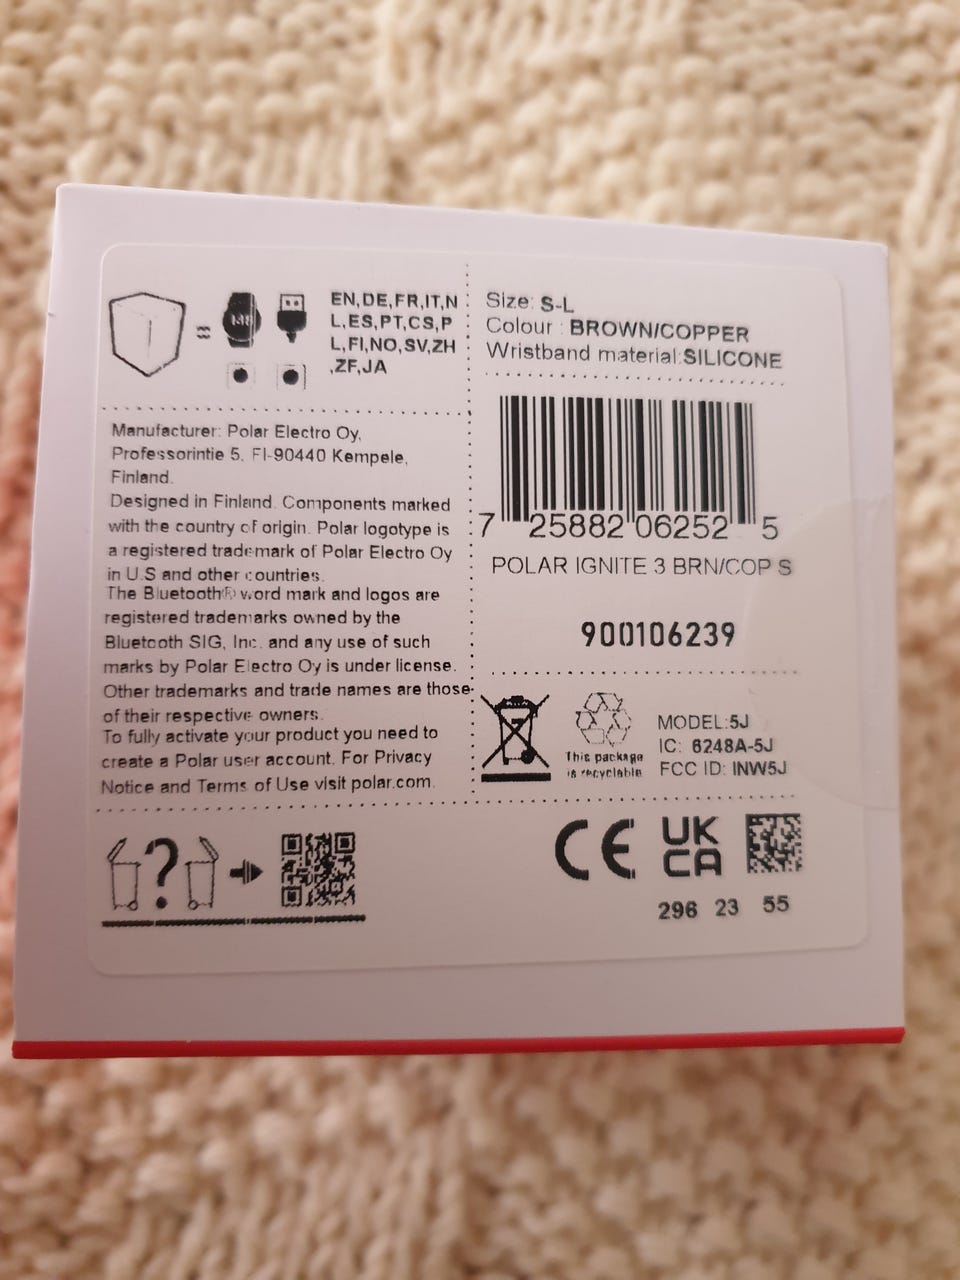 EN,DE,FR,IT,N
L,ES,PT,CS,P
L,FI,NO,SV,ZH
,ZF,JA
Size: S-L
Colour : BROWN/COPPER
Wristband material:SILICONE
Manufacturer: Polar Electro Oy,
Professorintie 5, FI-90440 Kempele,
Finland.
Designed in Finland. Components marked
with the country of origin. Polar logotype is
a registered trademark of Polar Electro Oy
in U.S and other countries.
The Bluetooth® word mark and logos are
registered trademarks owned by the
Bluetooth SIG, Inc. and any use of such
marks by Polar Electro Oy is under license.
Other trademarks and trade names are those
of their respective owners.
To fully activate your product you need to
create a Polar user account. For Privacy
Notice and Terms of Use visit polar.com.
7 25882 06252 5
POLAR IGNITE 3 BRN/COP S
900106239
This package
is recyclable
MODEL:5J
IC: 6248A-5J
FCC ID: INW5J
?
CE
UK
CA
296 23 55